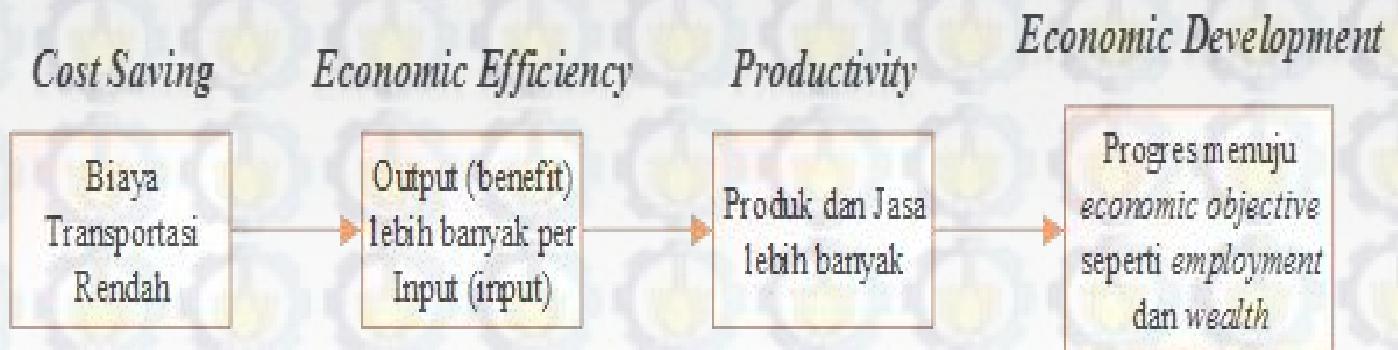 Cost Saving
Economic Efficiency
Productivity
Economic Development
Biaya
Transportasi
Rendah
Output (benefit)
lebih banyak per
Input (input)
Produk dan Jasa
lebih banyak
Progres menuju
economic objective
seperti employment
dan wealth